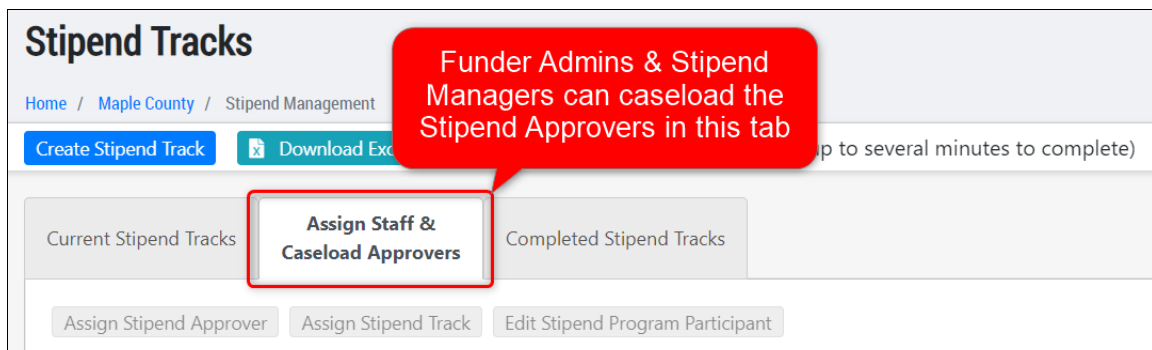 Stipend Tracks
Funder Admins & Stipend
Managers can caseload the
Stipend Approvers in this tab
Home / Maple County / Stipend Management
Create Stipend Track
Download Exc
p to several minutes to complete)
Current Stipend Tracks
Assign Staff &
Caseload Approvers
Completed Stipend Tracks
Assign Stipend Approver
Assign Stipend Track
Edit Stipend Program Participant